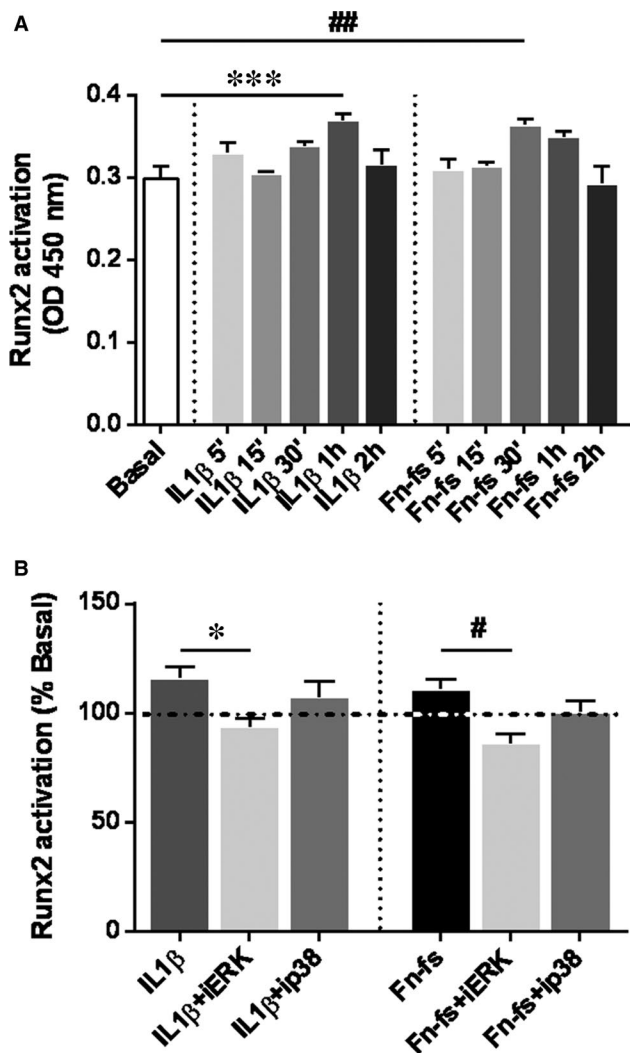 A
##
***
0.4
0.3
0.2
0.1
0.0
Runx2 activation
(OD 450 nm)
Basal
IL1β 5'
IL1β 15'
IL1β 30'
IL1β 1h
IL1β 2h
Fn-fs 5'
Fn-fs 15'
Fn-fs 30'
Fn-fs 1h
Fn-fs 2h
B
*
#
150
100
50
0
Runx2 activation (% Basal)
IL1β
IL1β+iERK
IL1β+ip38
Fn-fs
Fn-fs+iERK
Fn-fs+ip38